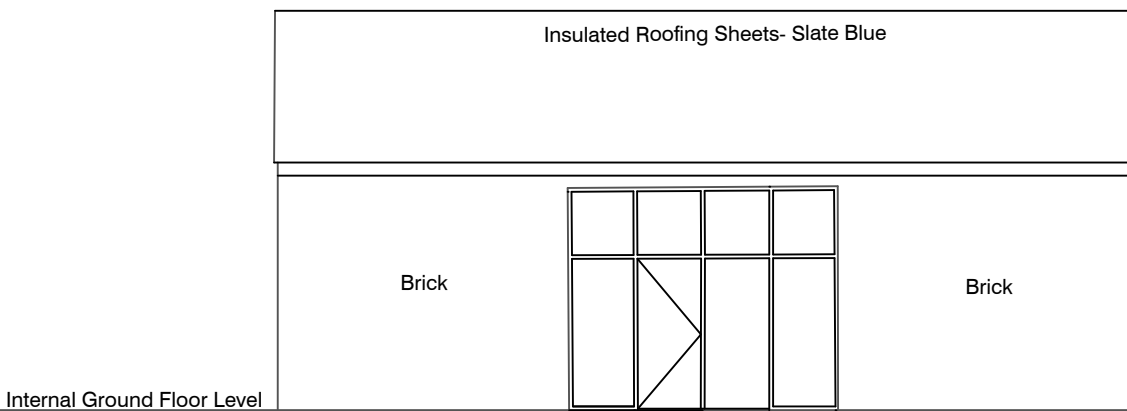 Insulated Roofing Sheets- Slate Blue
Brick
Brick
Internal Ground Floor Level